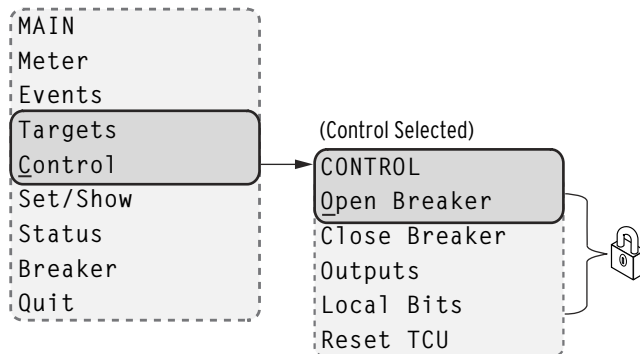 MAIN
Meter
Events
Targets
Control
Set/Show
Status
Breaker
Quit
(Control Selected)
CONTROL
Open Breaker
Close Breaker
Outputs
Local Bits
Reset TCU